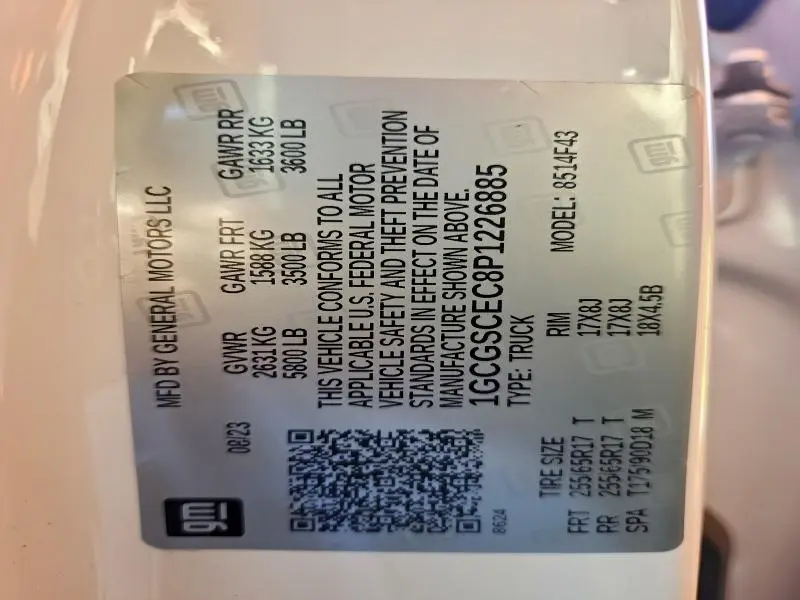 gm
MFD BY GENERAL MOTORS LLC
08/23
GVWR GAWR FRT GAWR RR
2631 KG 1588 KG 1633 KG
5800 LB 3500 LB 3600 LB
THIS VEHICLE CONFORMS TO ALL
APPLICABLE U.S. FEDERAL MOTOR
VEHICLE SAFETY AND THEFT PREVENTION
STANDARDS IN EFFECT ON THE DATE OF
MANUFACTURE SHOWN ABOVE.
1GCGSCEC8P1226885
TYPE: TRUCK
8624
MODEL: 8514F43
TIRE SIZE RIM
FRT 255/65R17 T 17X8J
RR 255/65R17 T 17X8J
SPA T175/90D18 M 18X4.5B